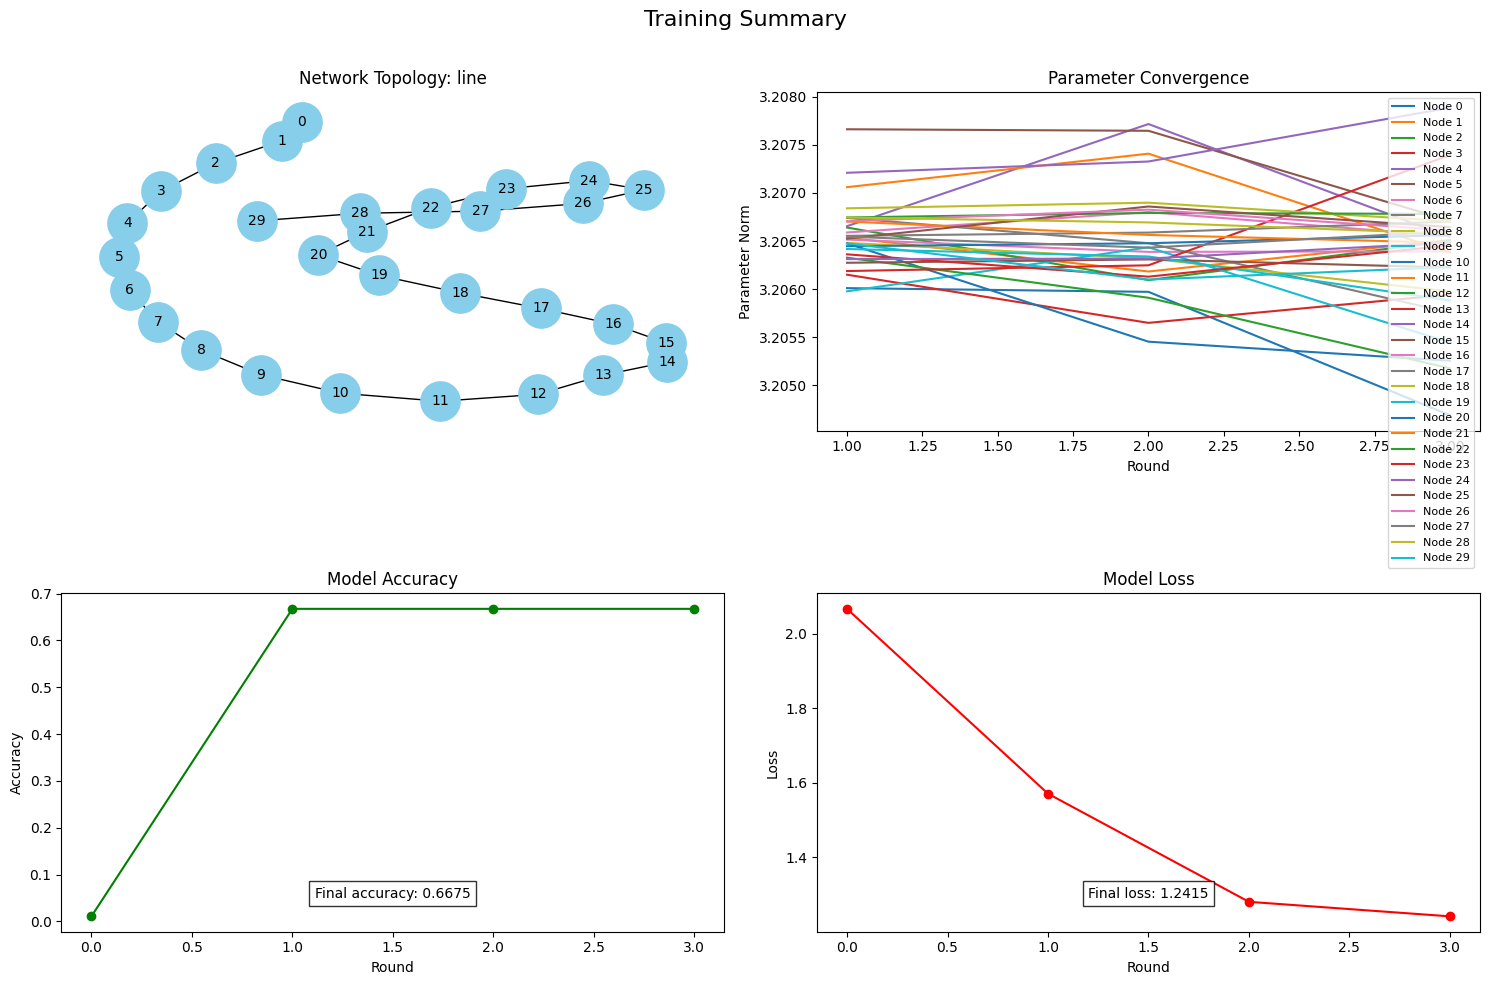 Training Summary
Network Topology: line
0
1
2
3
4
5
6
7
8
9
10
11
12
13
14
15
16
17
18
19
20
21
22
23
24
25
26
27
28
29
Parameter Convergence
Parameter Norm
3.2080
3.2075
3.2070
3.2065
3.2060
3.2055
3.2050
1.00 1.25 1.50 1.75 2.00 2.25 2.50 2.75 3.00
Round
Node 0
Node 1
Node 2
Node 3
Node 4
Node 5
Node 6
Node 7
Node 8
Node 9
Node 10
Node 11
Node 12
Node 13
Node 14
Node 15
Node 16
Node 17
Node 18
Node 19
Node 20
Node 21
Node 22
Node 23
Node 24
Node 25
Node 26
Node 27
Node 28
Node 29
Model Accuracy
Accuracy
0.7
0.6
0.5
0.4
0.3
0.2
0.1
0.0
Final accuracy: 0.6675
0.0 0.5 1.0 1.5 2.0 2.5 3.0
Round
Model Loss
Loss
2.0
1.8
1.6
1.4
Final loss: 1.2415
0.0 0.5 1.0 1.5 2.0 2.5 3.0
Round